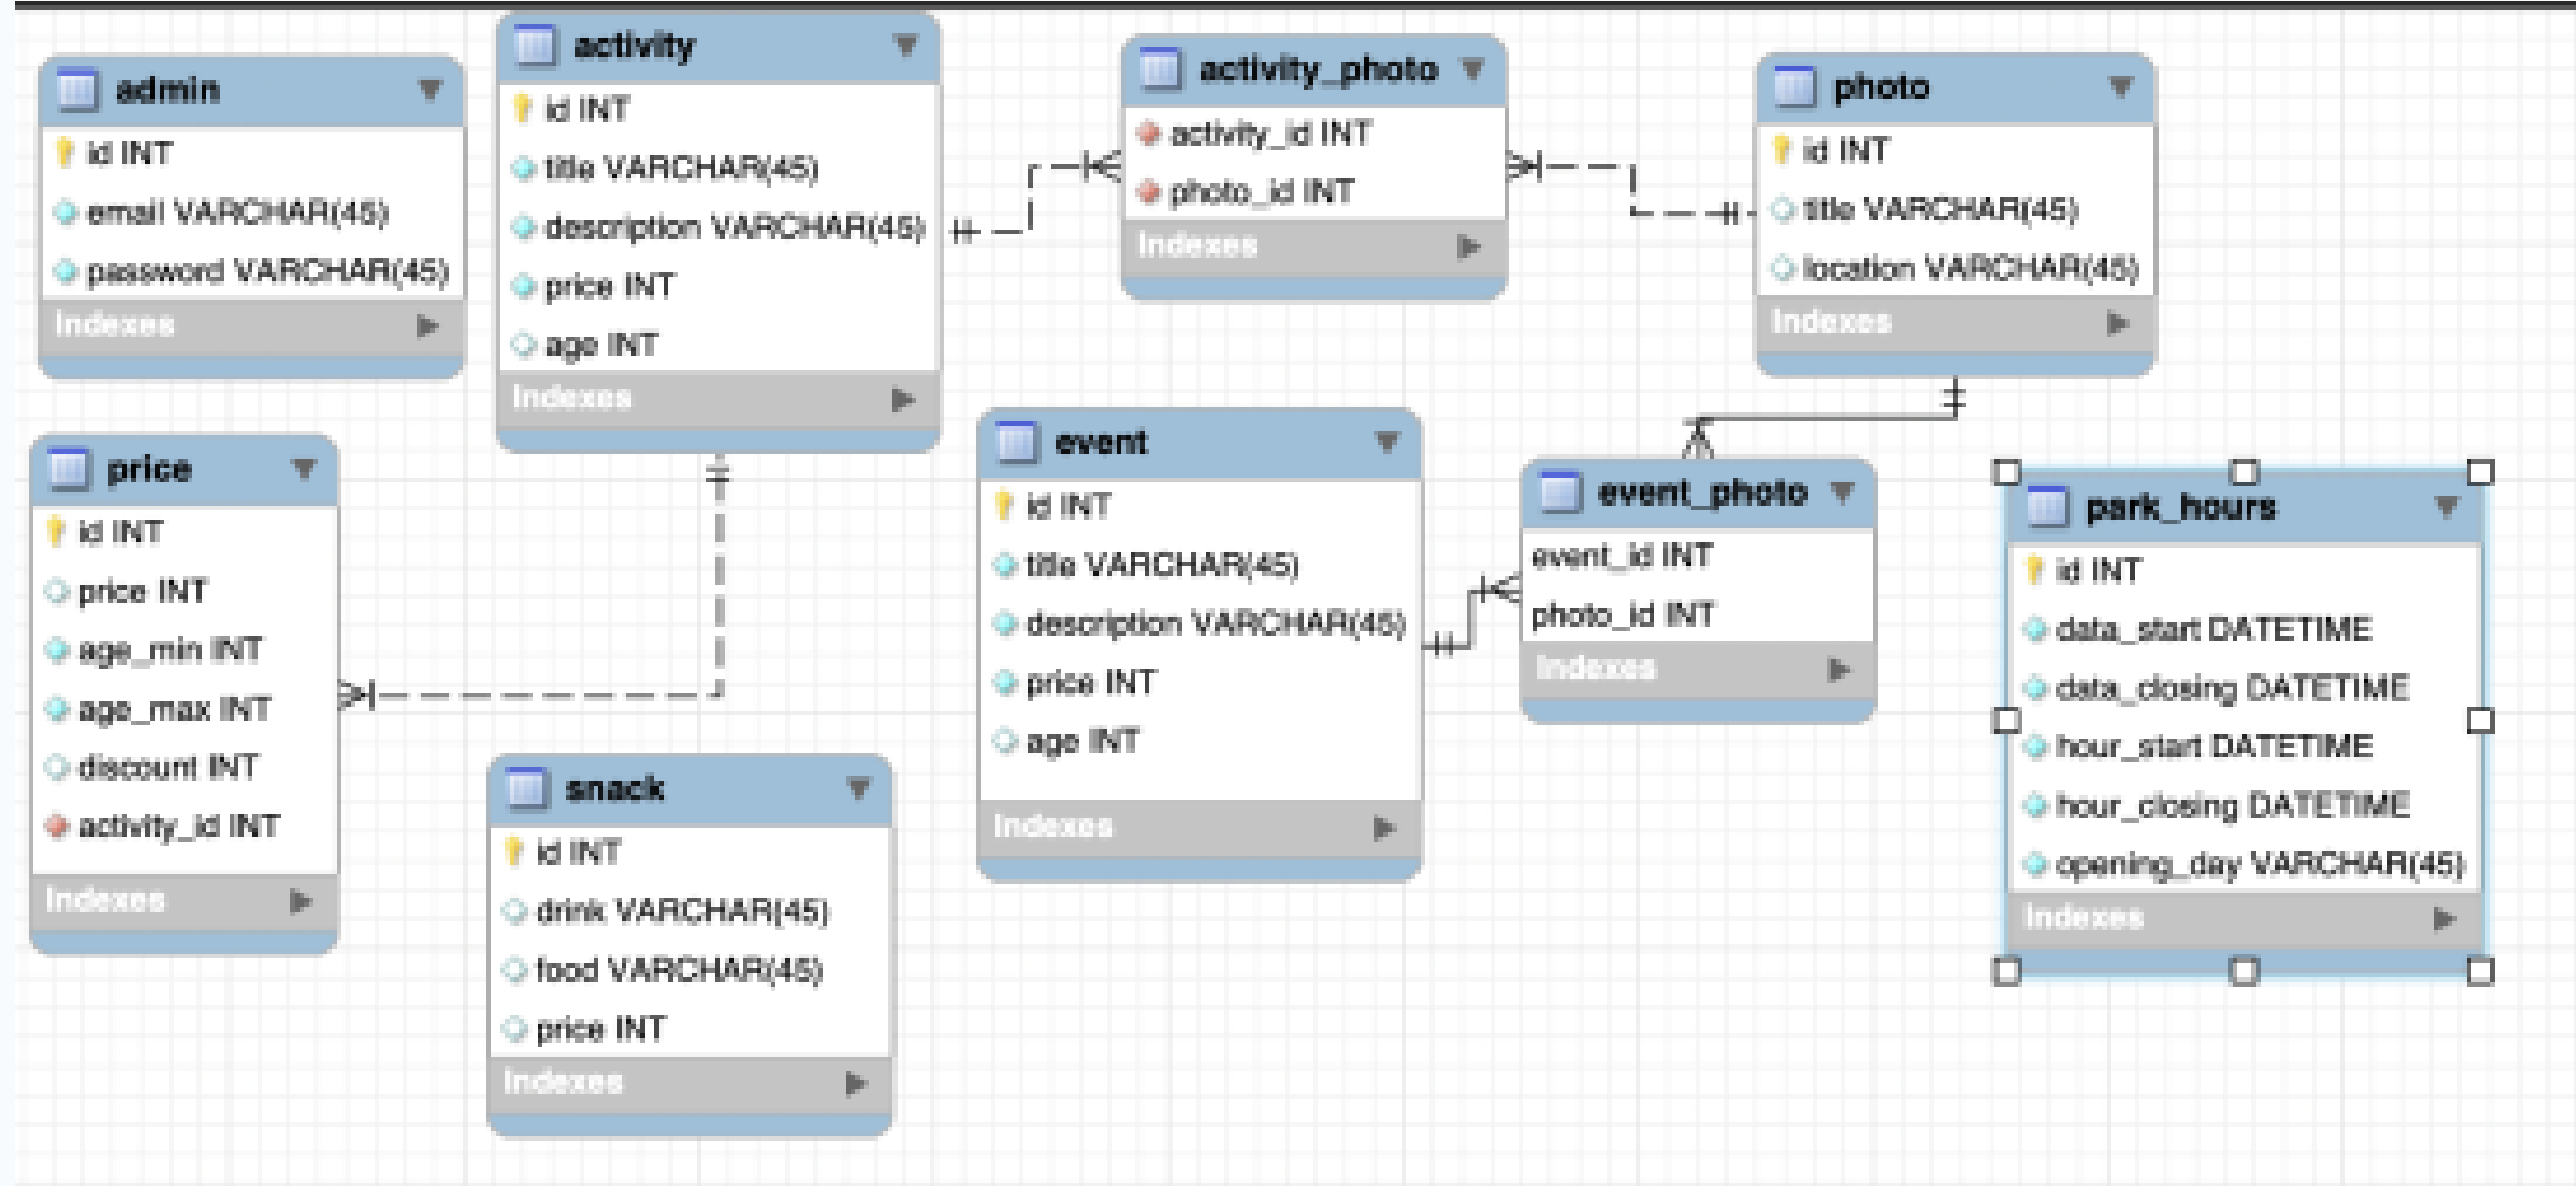 admin
id INT
email VARCHAR(45)
password VARCHAR(45)
Indexes
activity
id INT
title VARCHAR(45)
description VARCHAR(45)
price INT
age INT
Indexes
activity_photo
activity_id INT
photo_id INT
Indexes
photo
id INT
title VARCHAR(45)
location VARCHAR(45)
Indexes
price
id INT
price INT
age_min INT
age_max INT
discount INT
activity_id INT
Indexes
snack
id INT
drink VARCHAR(45)
food VARCHAR(45)
price INT
Indexes
event
id INT
title VARCHAR(45)
description VARCHAR(45)
price INT
age INT
Indexes
event_photo
event_id INT
photo_id INT
Indexes
park_hours
id INT
data_start DATETIME
data_closing DATETIME
hour_start DATETIME
hour_closing DATETIME
opening_day VARCHAR(45)
Indexes